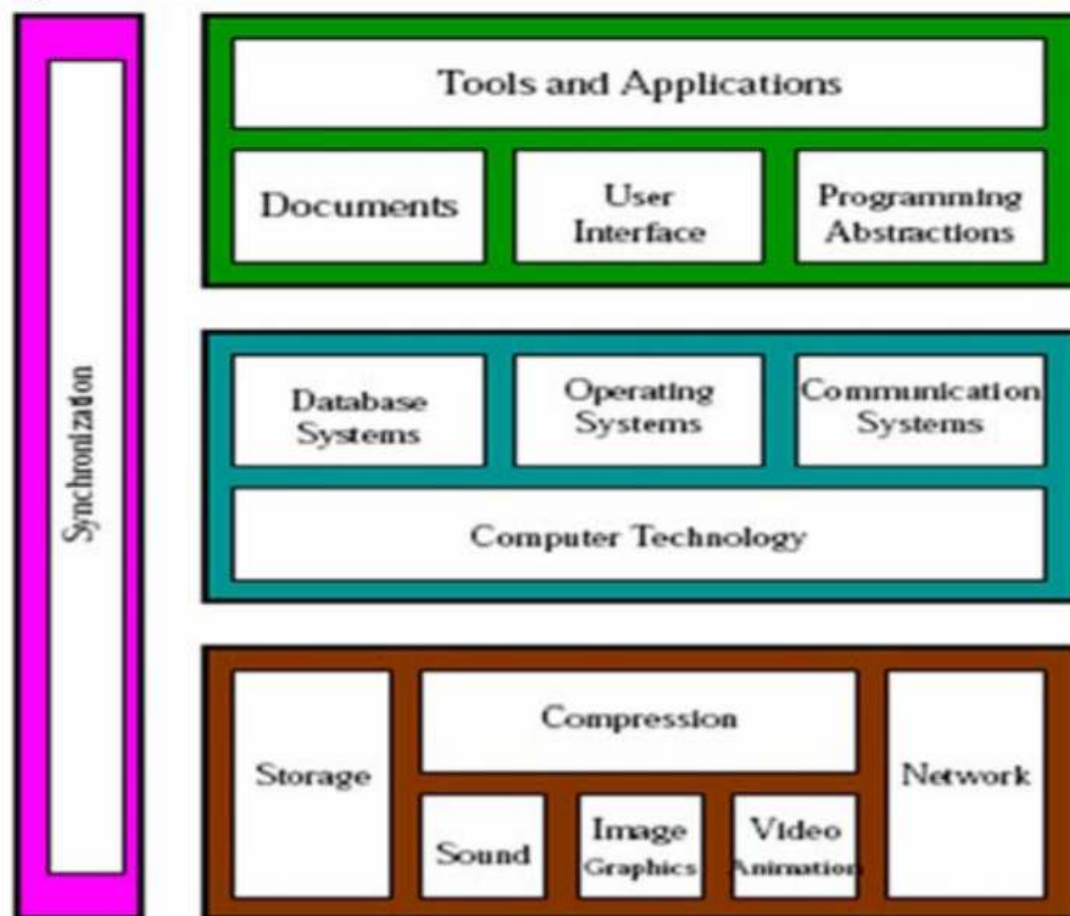 Synchronization
Tools and Applications
Documents
User
Interface
Programming
Abstractions
Database
Systems
Operating
Systems
Communication
Systems
Computer Technology
Storage
Compression
Sound
Image
Graphics
Video
Animation
Network